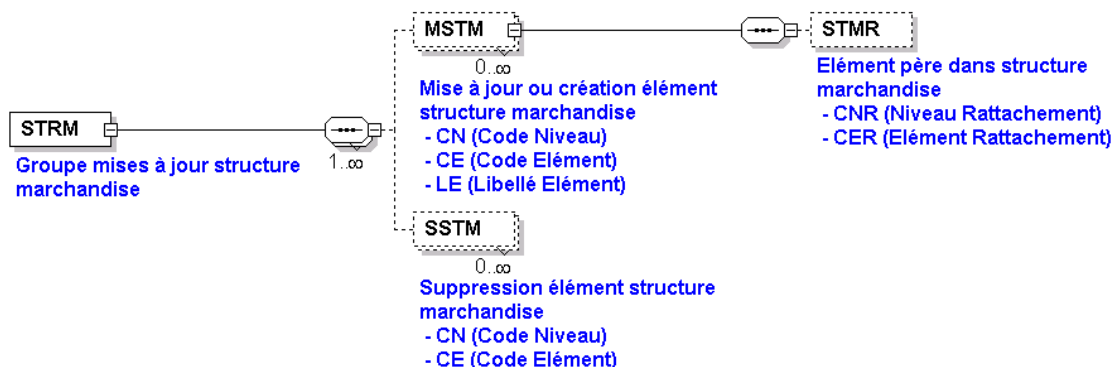 MSTM
0..∞
Mise à jour ou création élément
structure marchandise
- CN (Code Niveau)
- CE (Code Elément)
- LE (Libellé Elément)
STMR
Elément père dans structure
marchandise
- CNR (Niveau Rattachement)
- CER (Elément Rattachement)
STRM
Groupe mises à jour structure
marchandise
1..∞
SSTM
0..∞
Suppression élément structure
marchandise
- CN (Code Niveau)
- CE (Code Elément)